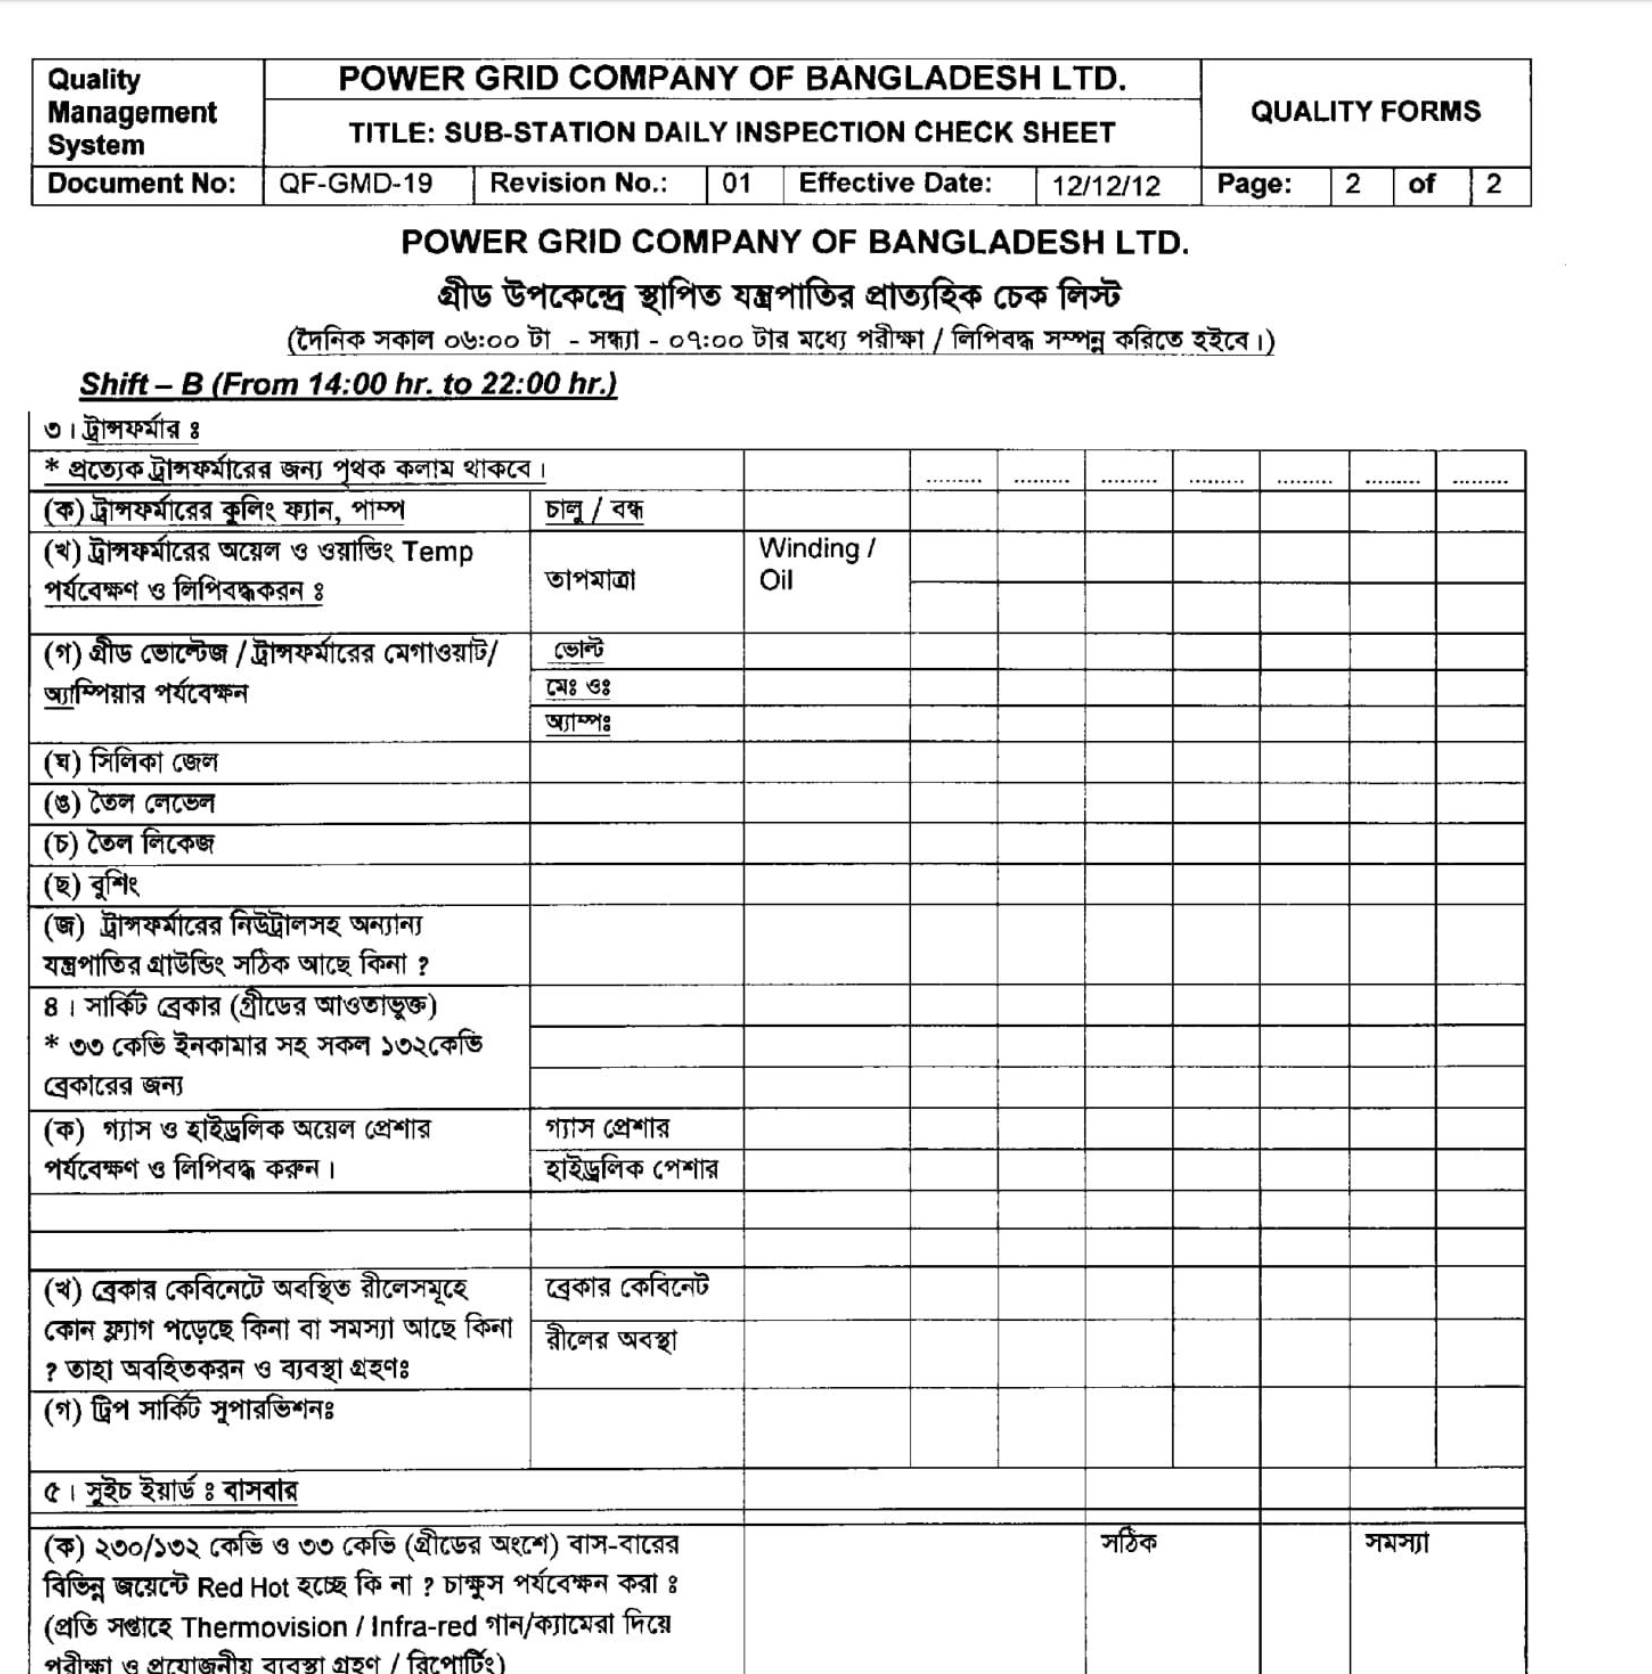 Quality
Management
System
POWER GRID COMPANY OF BANGLADESH LTD.
TITLE: SUB-STATION DAILY INSPECTION CHECK SHEET
QUALITY FORMS
Document No: QF-GMD-19 Revision No.: 01 Effective Date: 12/12/12 Page: 2 of 2
POWER GRID COMPANY OF BANGLADESH LTD.
গ্রীড উপকেন্দ্রে স্থাপিত যন্ত্রপাতির প্রাত্যহিক চেক লিস্ট
(দৈনিক সকাল ০৬:০০ টা - সন্ধ্যা - ০৭:০০ টার মধ্যে পরীক্ষা / লিপিবদ্ধ সম্পন্ন করিতে হইবে।)
Shift – B (From 14:00 hr. to 22:00 hr.)
৩। ট্রান্সফর্মার ঃ
* প্রত্যেক ট্রান্সফর্মারের জন্য পৃথক কলাম থাকবে। ......... ......... ......... ......... ......... ......... .........
(ক) ট্রান্সফর্মারের কুলিং ফ্যান, পাম্প চালু / বন্ধ
(খ) ট্রান্সফর্মারের অয়েল ও ওয়ান্ডিং Temp
পর্যবেক্ষণ ও লিপিবদ্ধকরন ঃ
তাপমাত্রা
Winding /
Oil
(গ) গ্রীড ভোল্টেজ / ট্রান্সফর্মারের মেগাওয়াট/
অ্যাম্পিয়ার পর্যবেক্ষন
ভোল্ট
মেঃ ওঃ
অ্যাম্পঃ
(ঘ) সিলিকা জেল
(ঙ) তৈল লেভেল
(চ) তৈল লিকেজ
(ছ) বুশিং
(জ) ট্রান্সফর্মারের নিউট্রালসহ অন্যান্য
যন্ত্রপাতির গ্রাউন্ডিং সঠিক আছে কিনা ?
৪। সার্কিট ব্রেকার (গ্রীডের আওতাভুক্ত)
* ৩৩ কেভি ইনকামার সহ সকল ১৩২কেভি
ব্রেকারের জন্য
(ক) গ্যাস ও হাইড্রলিক অয়েল প্রেশার
পর্যবেক্ষণ ও লিপিবদ্ধ করুন।
গ্যাস প্রেশার
হাইড্রলিক পেশার
(খ) ব্রেকার কেবিনেটে অবস্থিত রীলেসমূহে
কোন ফ্ল্যাগ পড়েছে কিনা বা সমস্যা আছে কিনা
? তাহা অবহিতকরন ও ব্যবস্থা গ্রহণঃ
ব্রেকার কেবিনেট
রীলের অবস্থা
(গ) ট্রিপ সার্কিট সুপারভিশনঃ
৫। সুইচ ইয়ার্ড ঃ বাসবার
(ক) ২৩০/১৩২ কেভি ও ৩৩ কেভি (গ্রীডের অংশে) বাস-বারের
বিভিন্ন জয়েন্টে Red Hot হচ্ছে কি না ? চাক্ষুস পর্যবেক্ষন করা ঃ
(প্রতি সপ্তাহে Thermovision / Infra-red গান/ক্যামেরা দিয়ে
পরীক্ষা ও প্রয়োজনীয় ব্যবস্থা গ্রহণ / রিপোর্টিং)
সঠিক
সমস্যা